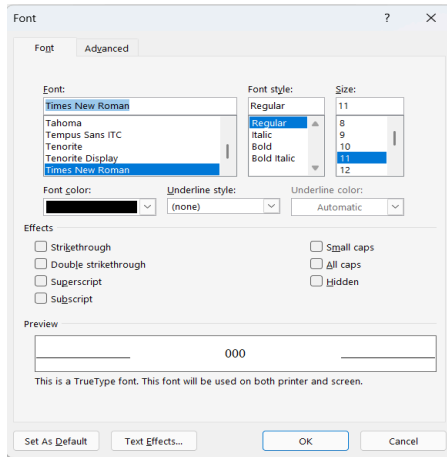 Font ? ×
Font Advanced
Font: Font style: Size:
Times New Roman Regular 11
Tahoma Regular 8
Tempus Sans ITC Italic 9
Tenorite Bold 10
Tenorite Display Bold Italic 11
Times New Roman 12
Font color: Underline style: Underline color:
(none) Automatic
Effects
Strikethrough Small caps
Double strikethrough All caps
Superscript Hidden
Subscript
Preview
000
This is a TrueType font. This font will be used on both printer and screen.
Set As Default Text Effects... OK Cancel